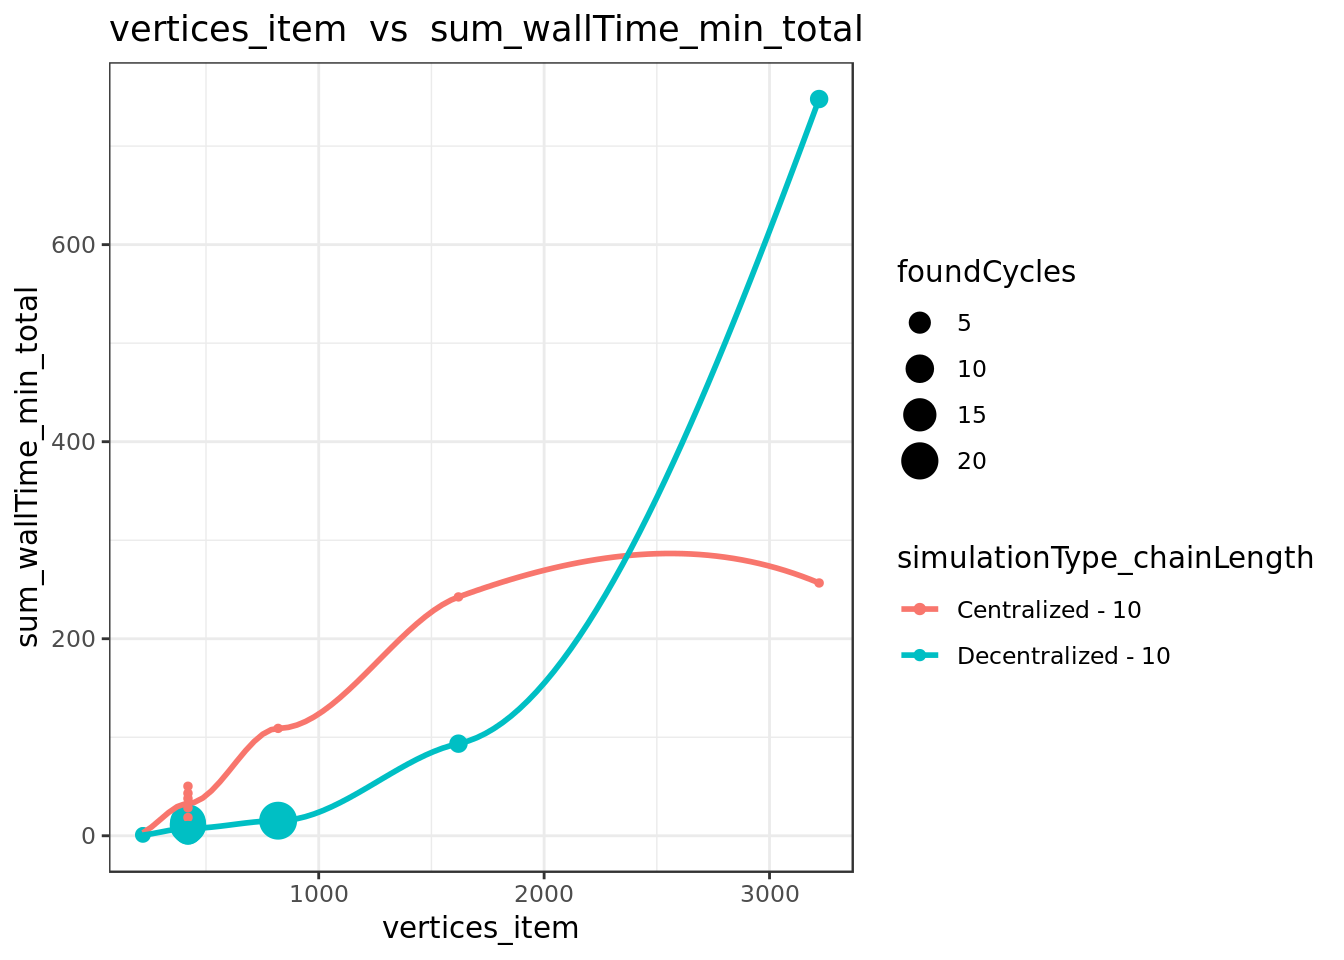 vertices_item  vs  sum_wallTime_min_total
sum_wallTime_min_total
600
400
200
0
1000
2000
3000
vertices_item
foundCycles
5
10
15
20
simulationType_chainLength
Centralized - 10
Decentralized - 10